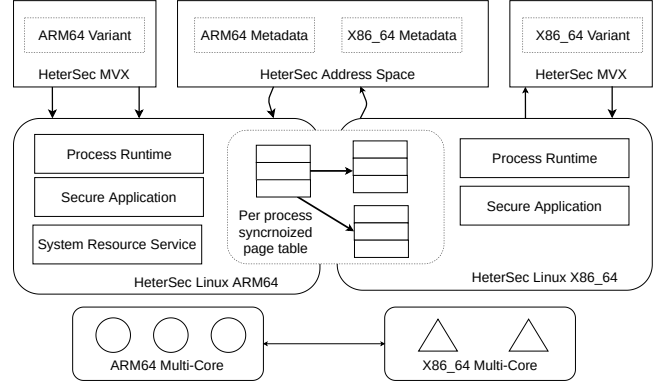 ARM64 Variant
HeterSec MVX
ARM64 Metadata
X86_64 Metadata
HeterSec Address Space
X86_64 Variant
HeterSec MVX
Process Runtime
Secure Application
System Resource Service
HeterSec Linux ARM64
Per process
syncrnoized
page table
Process Runtime
Secure Application
HeterSec Linux X86_64
ARM64 Multi-Core
X86_64 Multi-Core